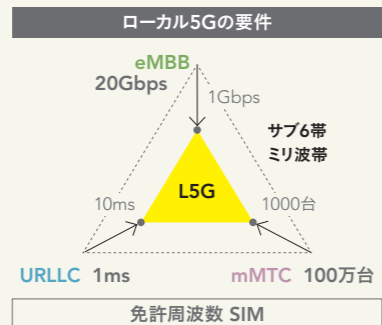 ローカル5Gの要件
eMBB
20Gbps
1Gbps
サブ6帯
ミリ波帯
L5G
10ms
1000台
URLLC 1ms
mMTC 100万台
免許周波数 SIM